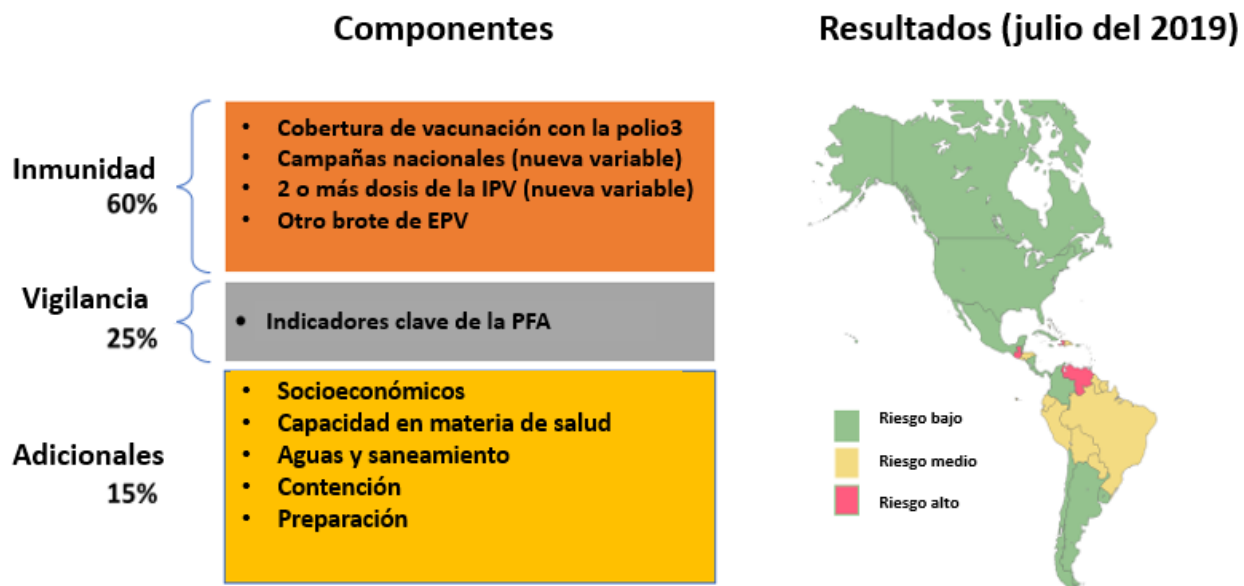 Componentes
Resultados (julio del 2019)
Inmunidad
60%
• Cobertura de vacunación con la polio3
• Campañas nacionales (nueva variable)
• 2 o más dosis de la IPV (nueva variable)
• Otro brote de EPV
Vigilancia
25%
• Indicadores clave de la PFA
Adicionales
15%
• Socioeconómicos
• Capacidad en materia de salud
• Aguas y saneamiento
• Contención
• Preparación
Riesgo bajo
Riesgo medio
Riesgo alto